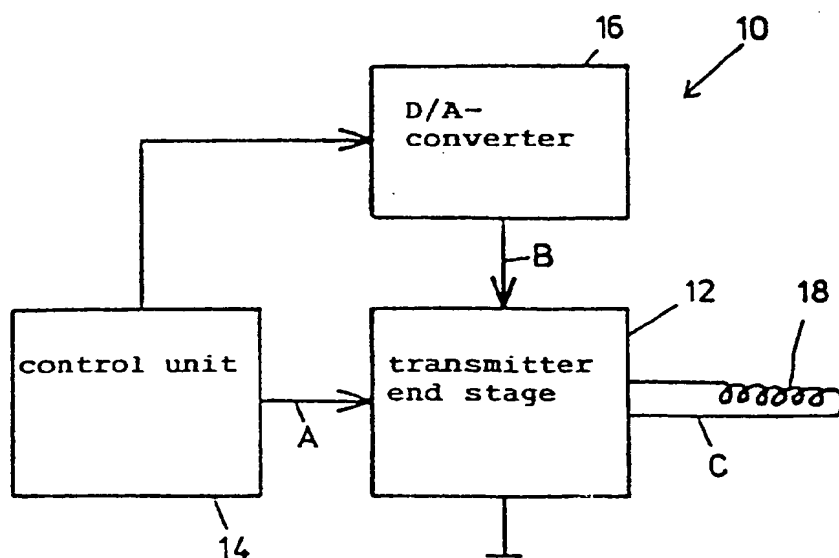 16
10
D/A-
converter
B
12
18
control unit
transmitter
end stage
A
C
14